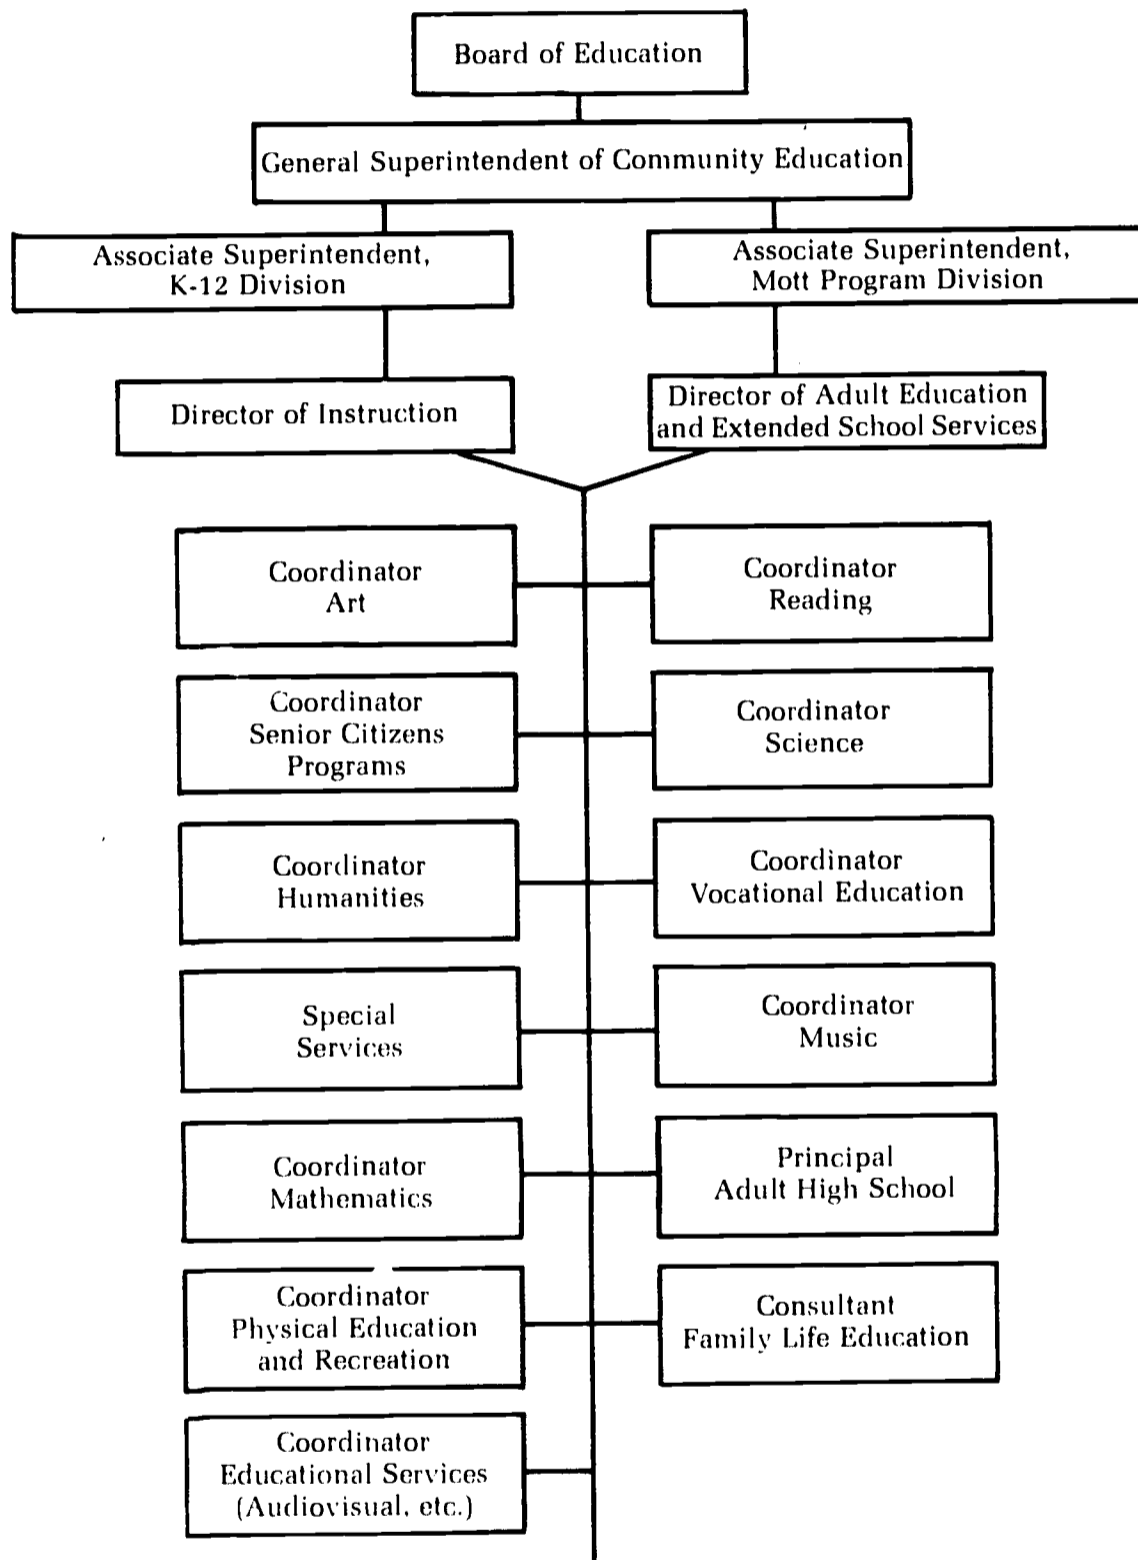 Board of Education
General Superintendent of Community Education
Associate Superintendent,
K-12 Division
Associate Superintendent,
Mott Program Division
Director of Instruction
Director of Adult Education
and Extended School Services
Coordinator
Art
Coordinator
Reading
Coordinator
Senior Citizens
Programs
Coordinator
Science
Coordinator
Humanities
Coordinator
Vocational Education
Special
Services
Coordinator
Music
Coordinator
Mathematics
Principal
Adult High School
Coordinator
Physical Education
and Recreation
Consultant
Family Life Education
Coordinator
Educational Services
(Audiovisual, etc.)